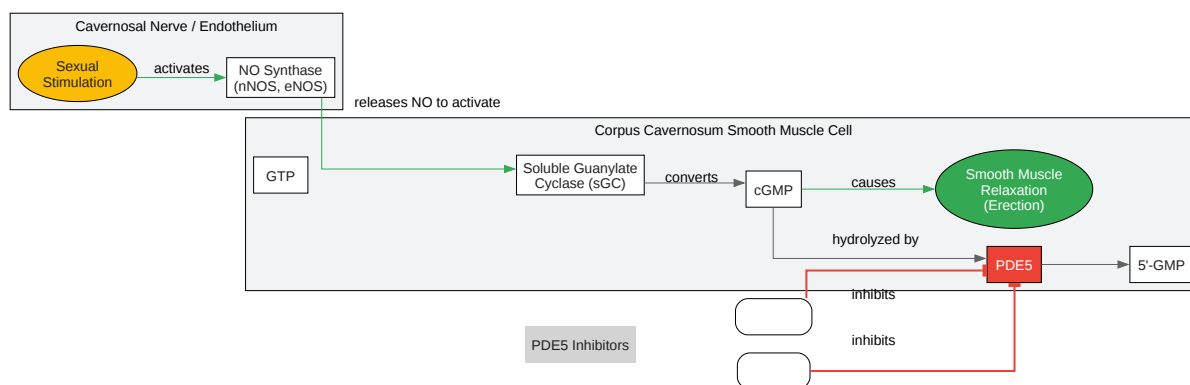 Cavernosal Nerve / Endothelium
Sexual
Stimulation
activates
NO Synthase
(nNOS, eNOS)
releases NO to activate
Corpus Cavernosum Smooth Muscle Cell
GTP
Soluble Guanylate
Cyclase (sGC)
converts
cGMP
causes
Smooth Muscle
Relaxation
(Erection)
hydrolyzed by
PDE5
5'-GMP
inhibits
PDE5 Inhibitors
inhibits